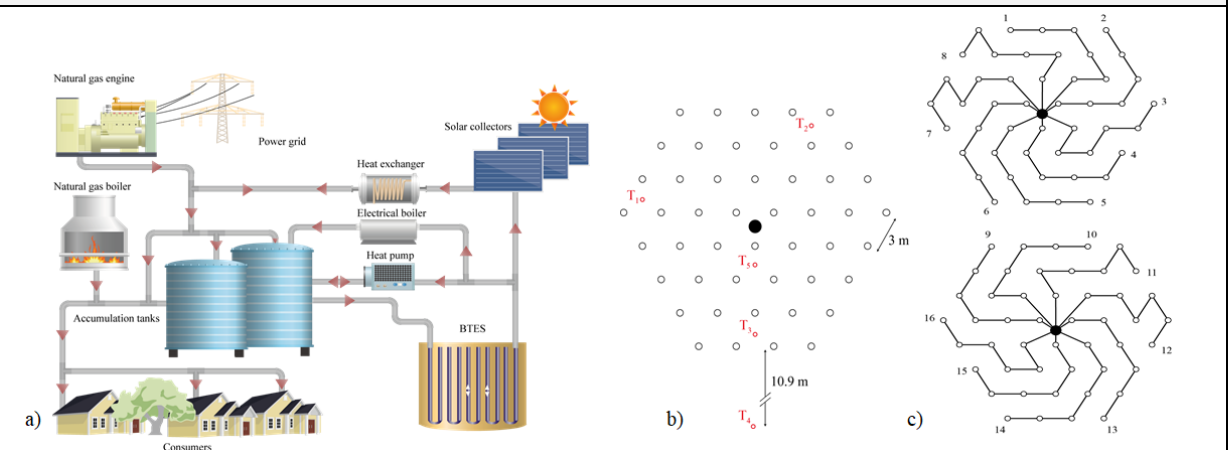 Natural gas engine
Power grid
Solar collectors
Heat exchanger
Natural gas boiler
Electrical boiler
Heat pump
Accumulation tanks
BTES
Consumers
a)
T₂
T₁
3 m
T₅
T₃
10.9 m
T₄
b)
1
2
8
3
7
4
6
5
9
10
11
16
12
15
14
13
c)